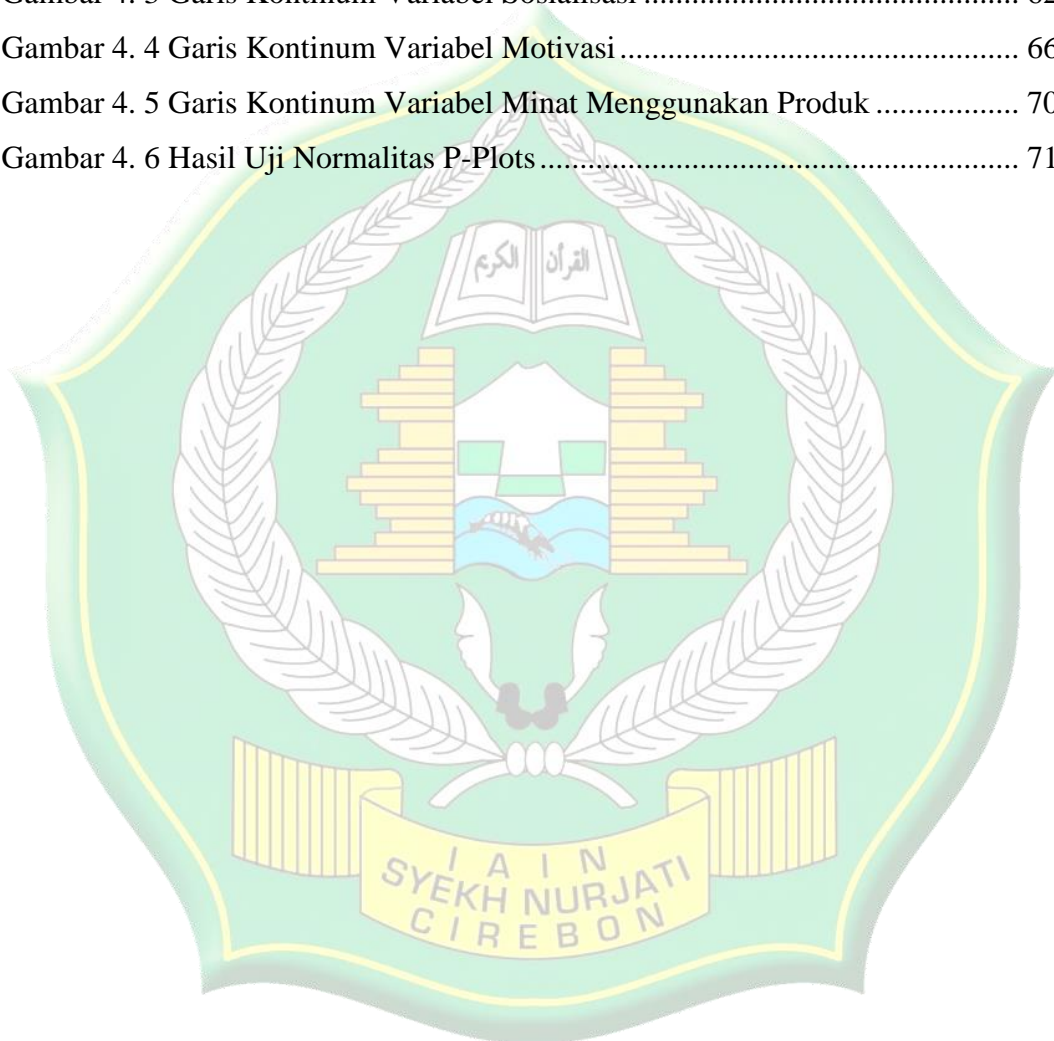 Gambar 4. 3 Garis Kontinum Variabel Sosialisasi ............................................... 62
Gambar 4. 4 Garis Kontinum Variabel Motivasi .................................................. 66
Gambar 4. 5 Garis Kontinum Variabel Minat Menggunakan Produk .................. 70
Gambar 4. 6 Hasil Uji Normalitas P-Plots ............................................................ 71
القرأن الكريم
IAIN
SYEKH NURJATI
CIREBON